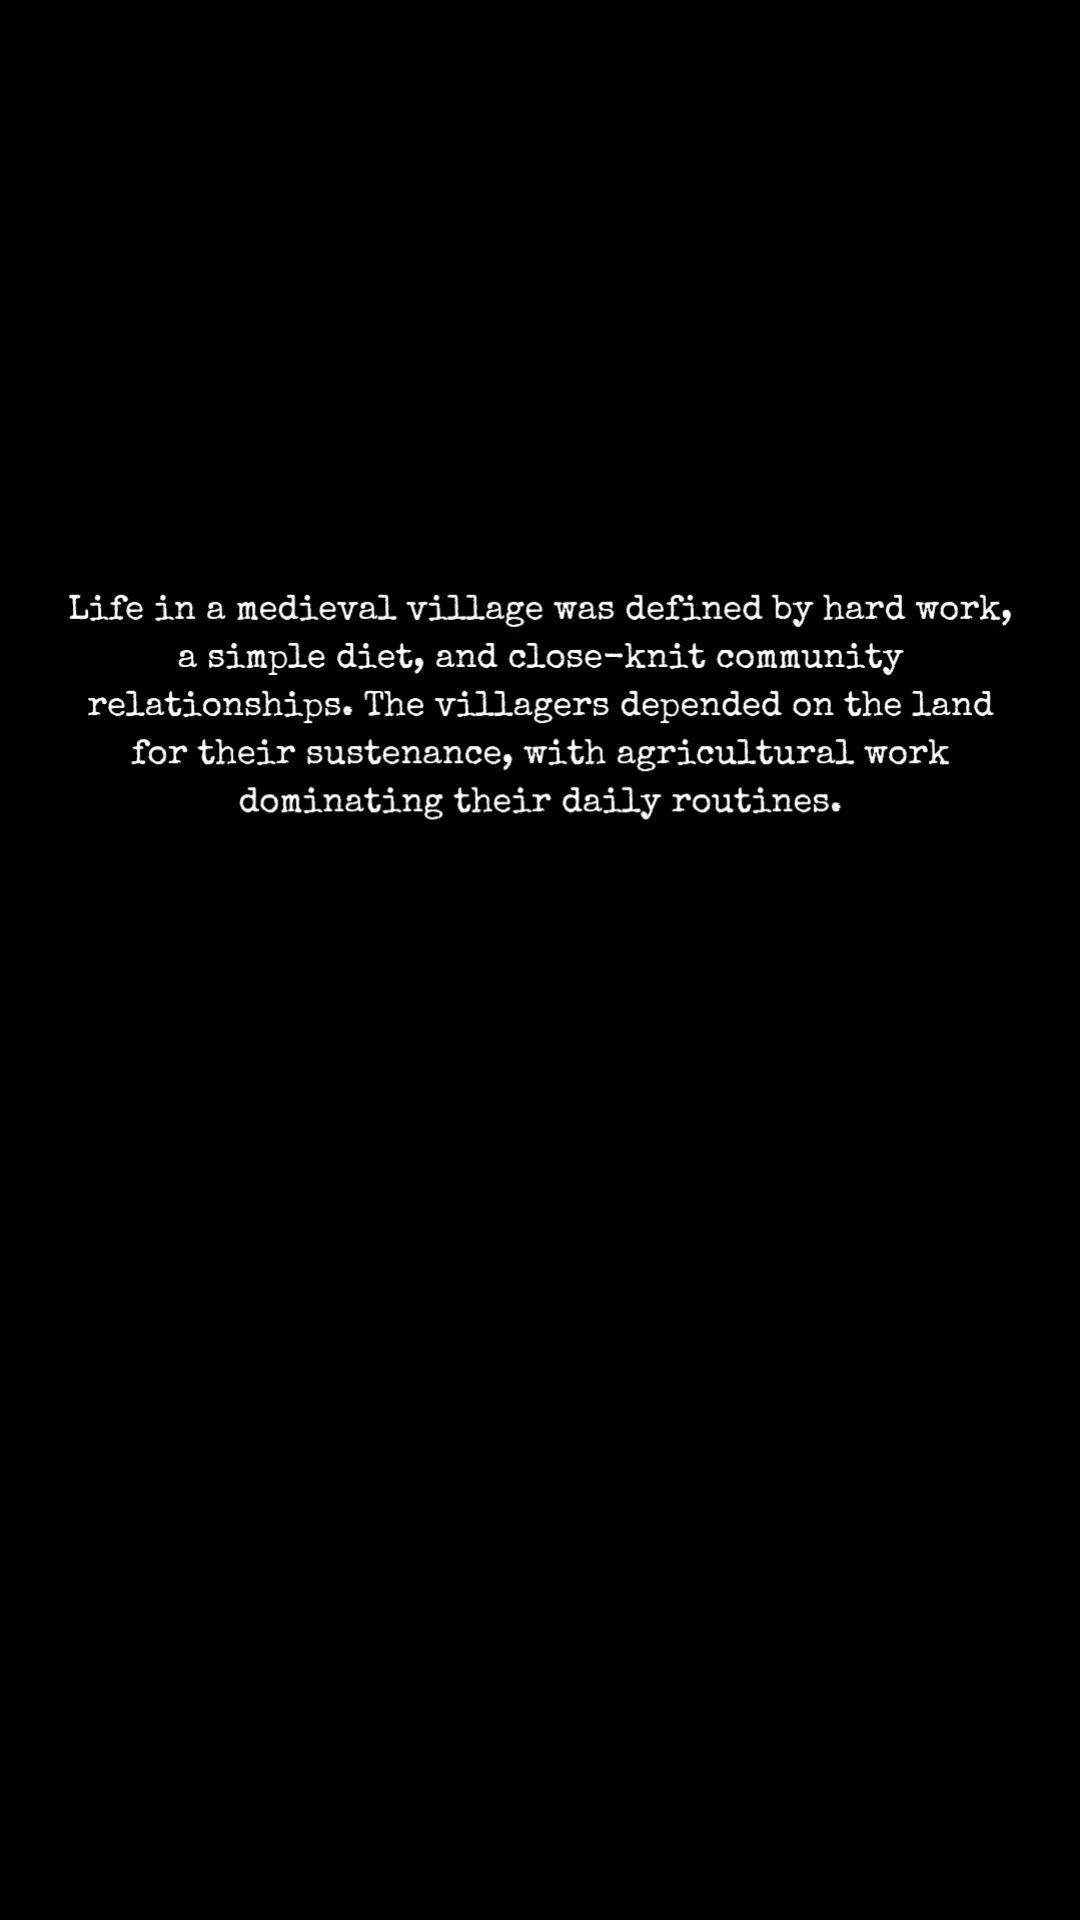 Life in a medieval village was defined by hard work,
a simple diet, and close-knit community
relationships. The villagers depended on the land
for their sustenance, with agricultural work
dominating their daily routines.